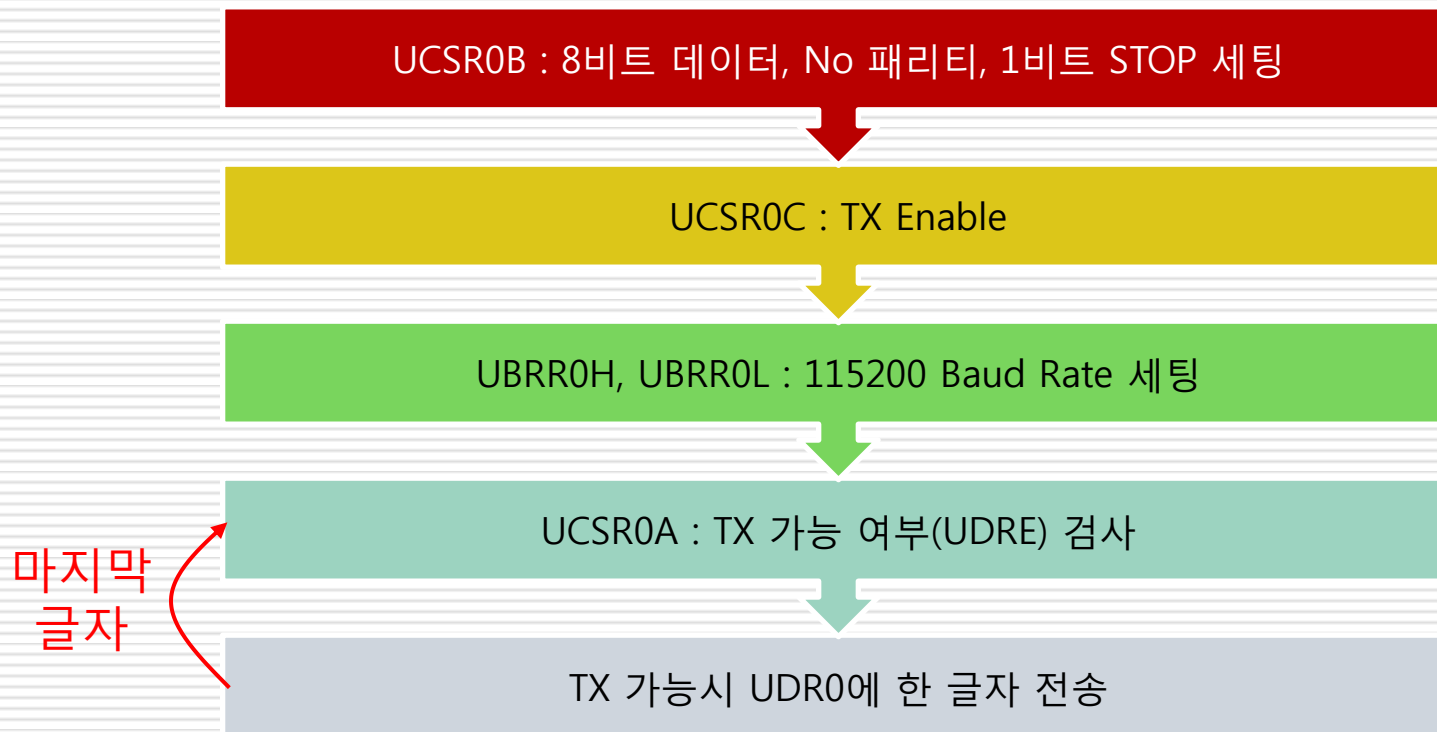 UCSR0B : 8비트 데이터, No 패리티, 1비트 STOP 세팅
UCSR0C : TX Enable
UBRR0H, UBRR0L : 115200 Baud Rate 세팅
UCSR0A : TX 가능 여부(UDRE) 검사
마지막
글자
TX 가능시 UDR0에 한 글자 전송